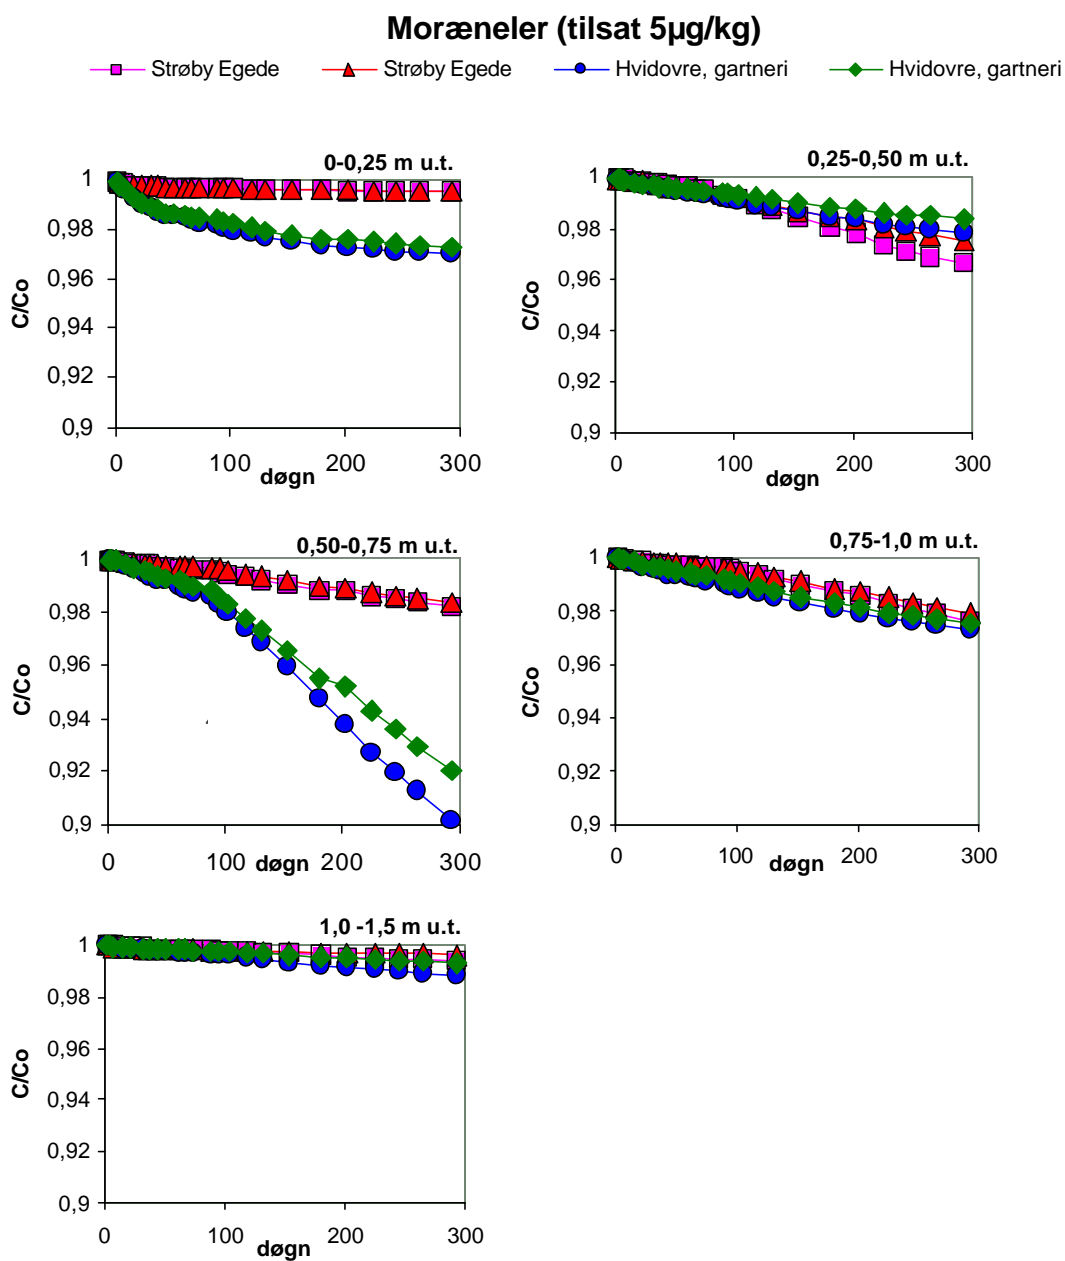 Moræneler (tilsat 5µg/kg)
Strøby Egede Strøby Egede Hvidovre, gartneri Hvidovre, gartneri
0-0,25 m u.t.
1
0,98
0,96
0,94
0,92
0,9
C/Co
0 100 200 300
døgn
0,25-0,50 m u.t.
1
0,98
0,96
0,94
0,92
0,9
C/Co
0 100 200 300
døgn
0,50-0,75 m u.t.
1
0,98
0,96
0,94
0,92
0,9
C/Co
0 100 200 300
døgn
0,75-1,0 m u.t.
1
0,98
0,96
0,94
0,92
0,9
C/Co
0 100 200 300
døgn
1,0 -1,5 m u.t.
1
0,98
0,96
0,94
0,92
0,9
C/Co
0 100 200 300
døgn